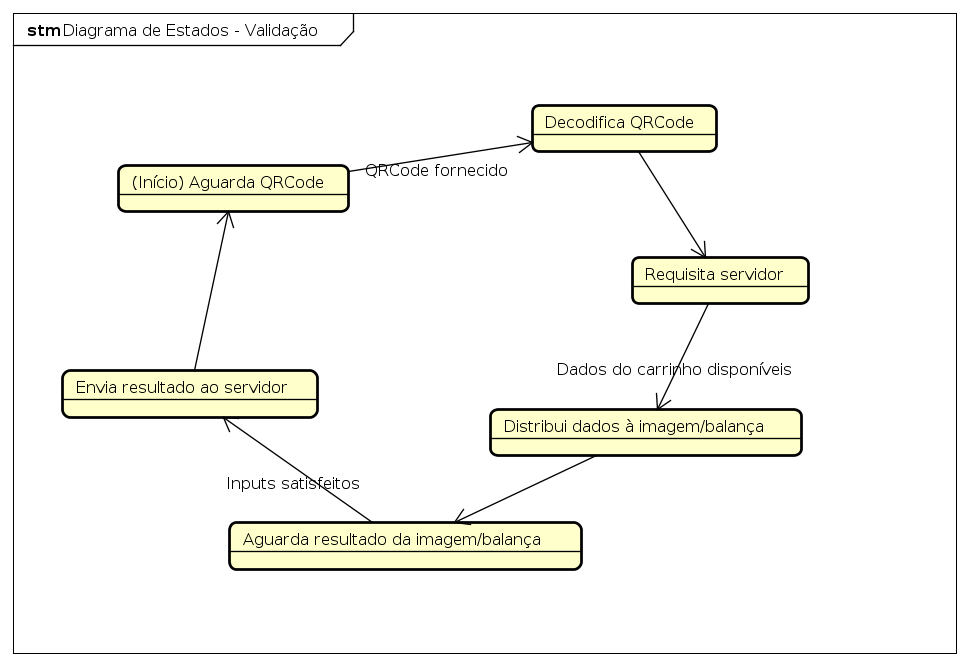 stm Diagrama de Estados - Validação
Decodifica QRCode
QRCode fornecido
(Início) Aguarda QRCode
Requisita servidor
Dados do carrinho disponíveis
Envia resultado ao servidor
Distribui dados à imagem/balança
Inputs satisfeitos
Aguarda resultado da imagem/balança